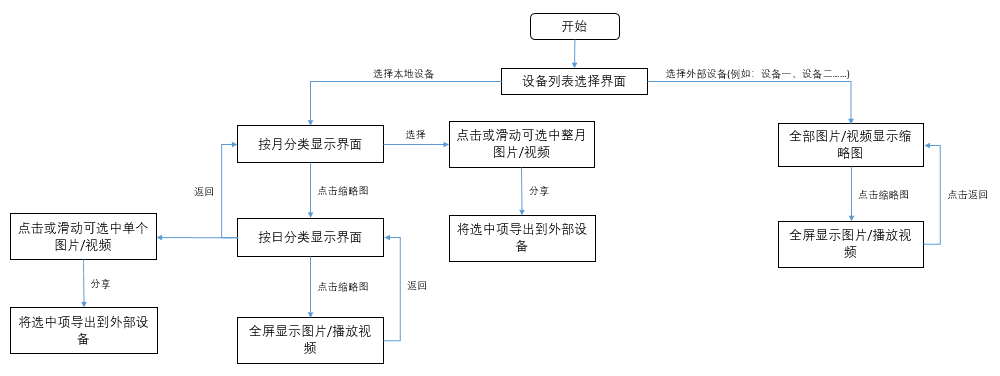 开始
选择本地设备
设备列表选择界面
选择外部设备(例如：设备一、设备二……)
按月分类显示界面
选择
点击或滑动可选中整月
图片/视频
全部图片/视频显示缩
略图
返回
点击缩略图
分享
点击缩略图
点击返回
点击或滑动可选中单个
图片/视频
按日分类显示界面
将选中项导出到外部设
备
全屏显示图片/播放视
频
分享
点击缩略图
返回
将选中项导出到外部设
备
全屏显示图片/播放视
频